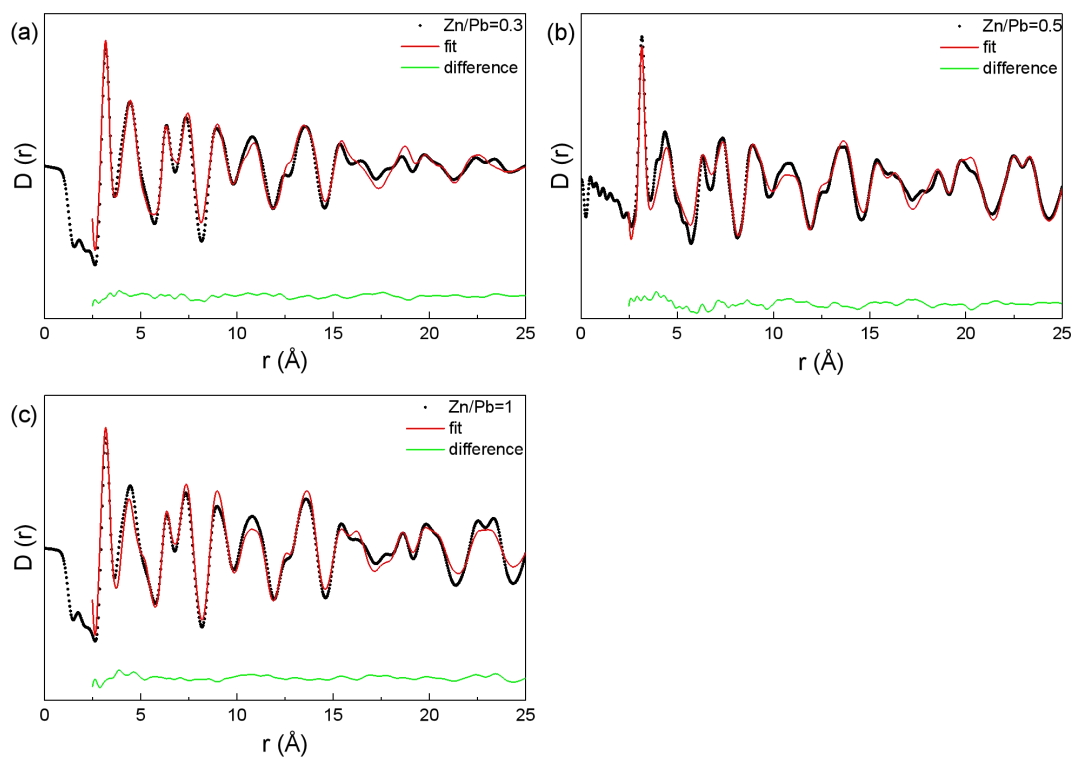 (a)
Zn/Pb=0.3
fit
difference
D (r)
0 5 10 15 20 25
r (Å)
(b)
Zn/Pb=0.5
fit
difference
D (r)
0 5 10 15 20 25
r (Å)
(c)
Zn/Pb=1
fit
difference
D (r)
0 5 10 15 20 25
r (Å)